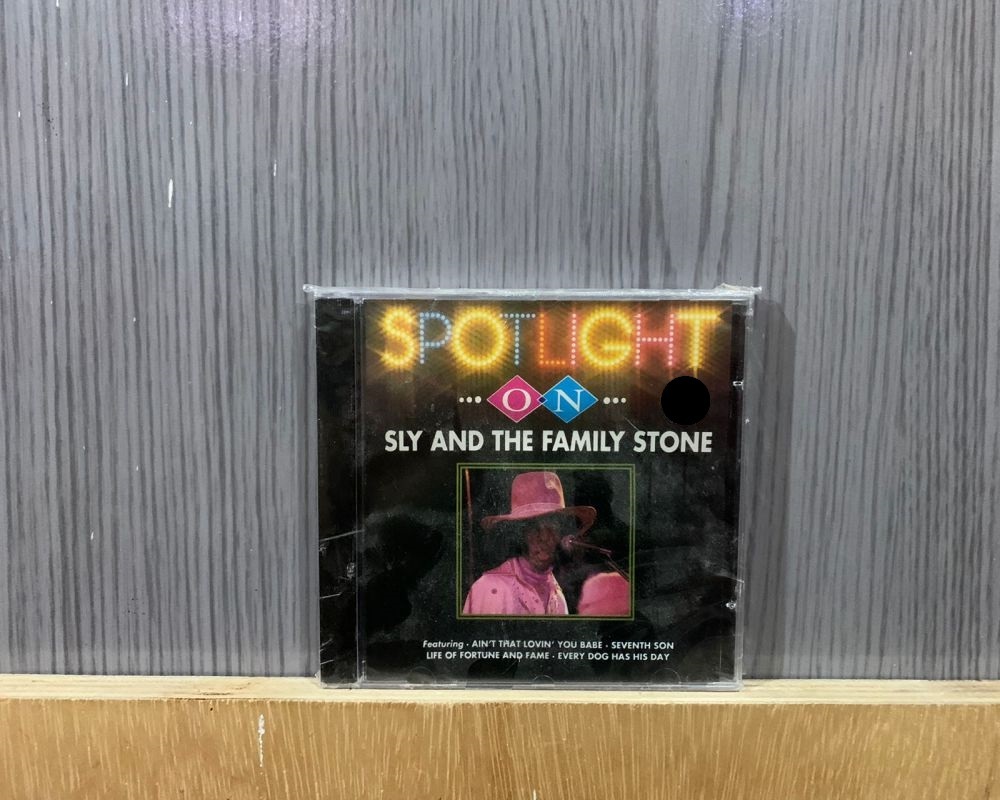 SPOTLIGHT
••• O•N •••
SLY AND THE FAMILY STONE
Featuring • AIN'T THAT LOVIN' YOU BABE • SEVENTH SON
LIFE OF FORTUNE AND FAME • EVERY DOG HAS HIS DAY